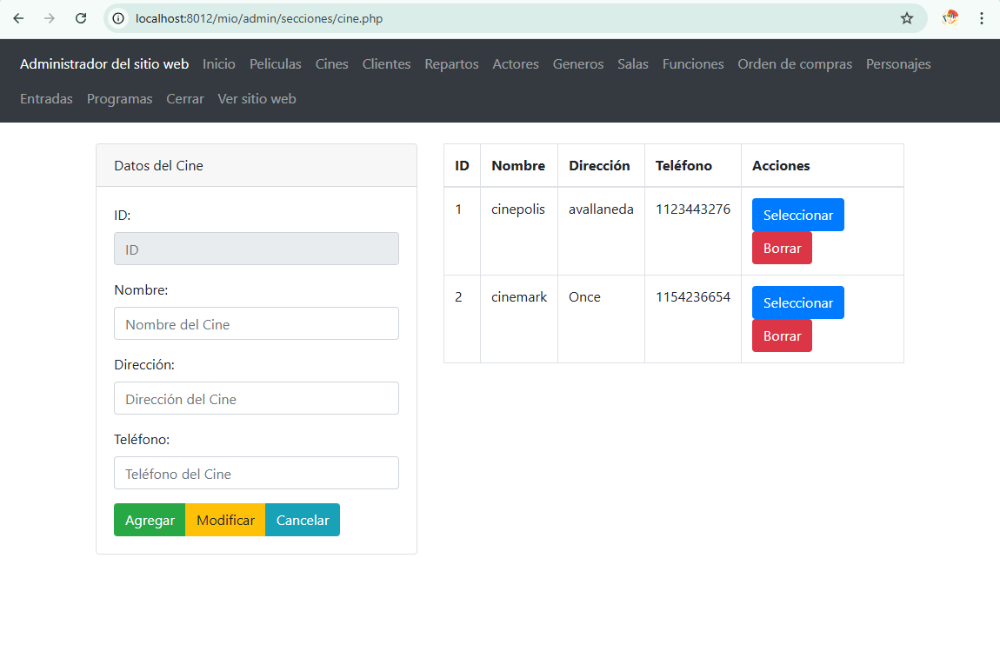 localhost:8012/mio/admin/secciones/cine.php
Administrador del sitio web Inicio Peliculas Cines Clientes Repartos Actores Generos Salas Funciones Orden de compras Personajes
Entradas Programas Cerrar Ver sitio web
Datos del Cine
ID:
ID
Nombre:
Nombre del Cine
Dirección:
Dirección del Cine
Teléfono:
Teléfono del Cine
Agregar Modificar Cancelar
ID Nombre Dirección Teléfono Acciones
1 cinepolis avallaneda 1123443276 Seleccionar
Borrar
2 cinemark Once 1154236654 Seleccionar
Borrar